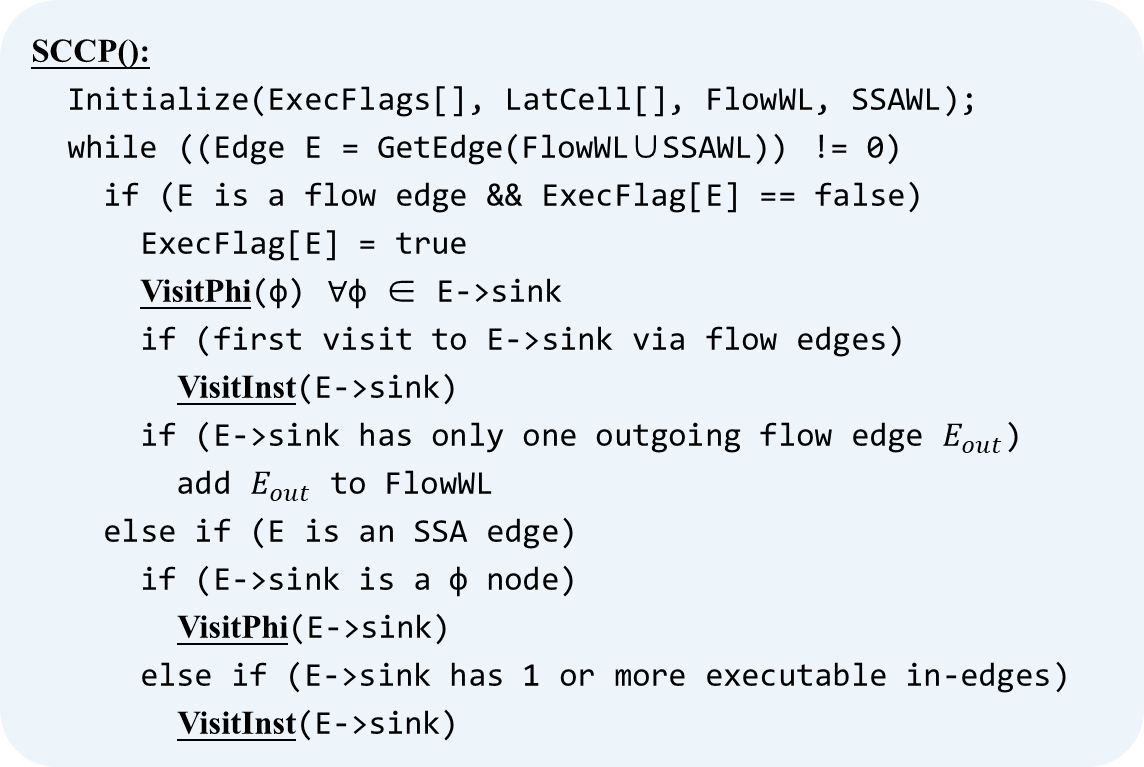 SCCP():
Initialize(ExecFlags[], LatCell[], FlowWL, SSAWL);
while ((Edge E = GetEdge(FlowWL∪SSAWL)) != 0)
if (E is a flow edge && ExecFlag[E] == false)
ExecFlag[E] = true
VisitPhi(ϕ) ∀ϕ ∈ E->sink
if (first visit to E->sink via flow edges)
VisitInst(E->sink)
if (E->sink has only one outgoing flow edge E_out)
add E_out to FlowWL
else if (E is an SSA edge)
if (E->sink is a ϕ node)
VisitPhi(E->sink)
else if (E->sink has 1 or more executable in-edges)
VisitInst(E->sink)